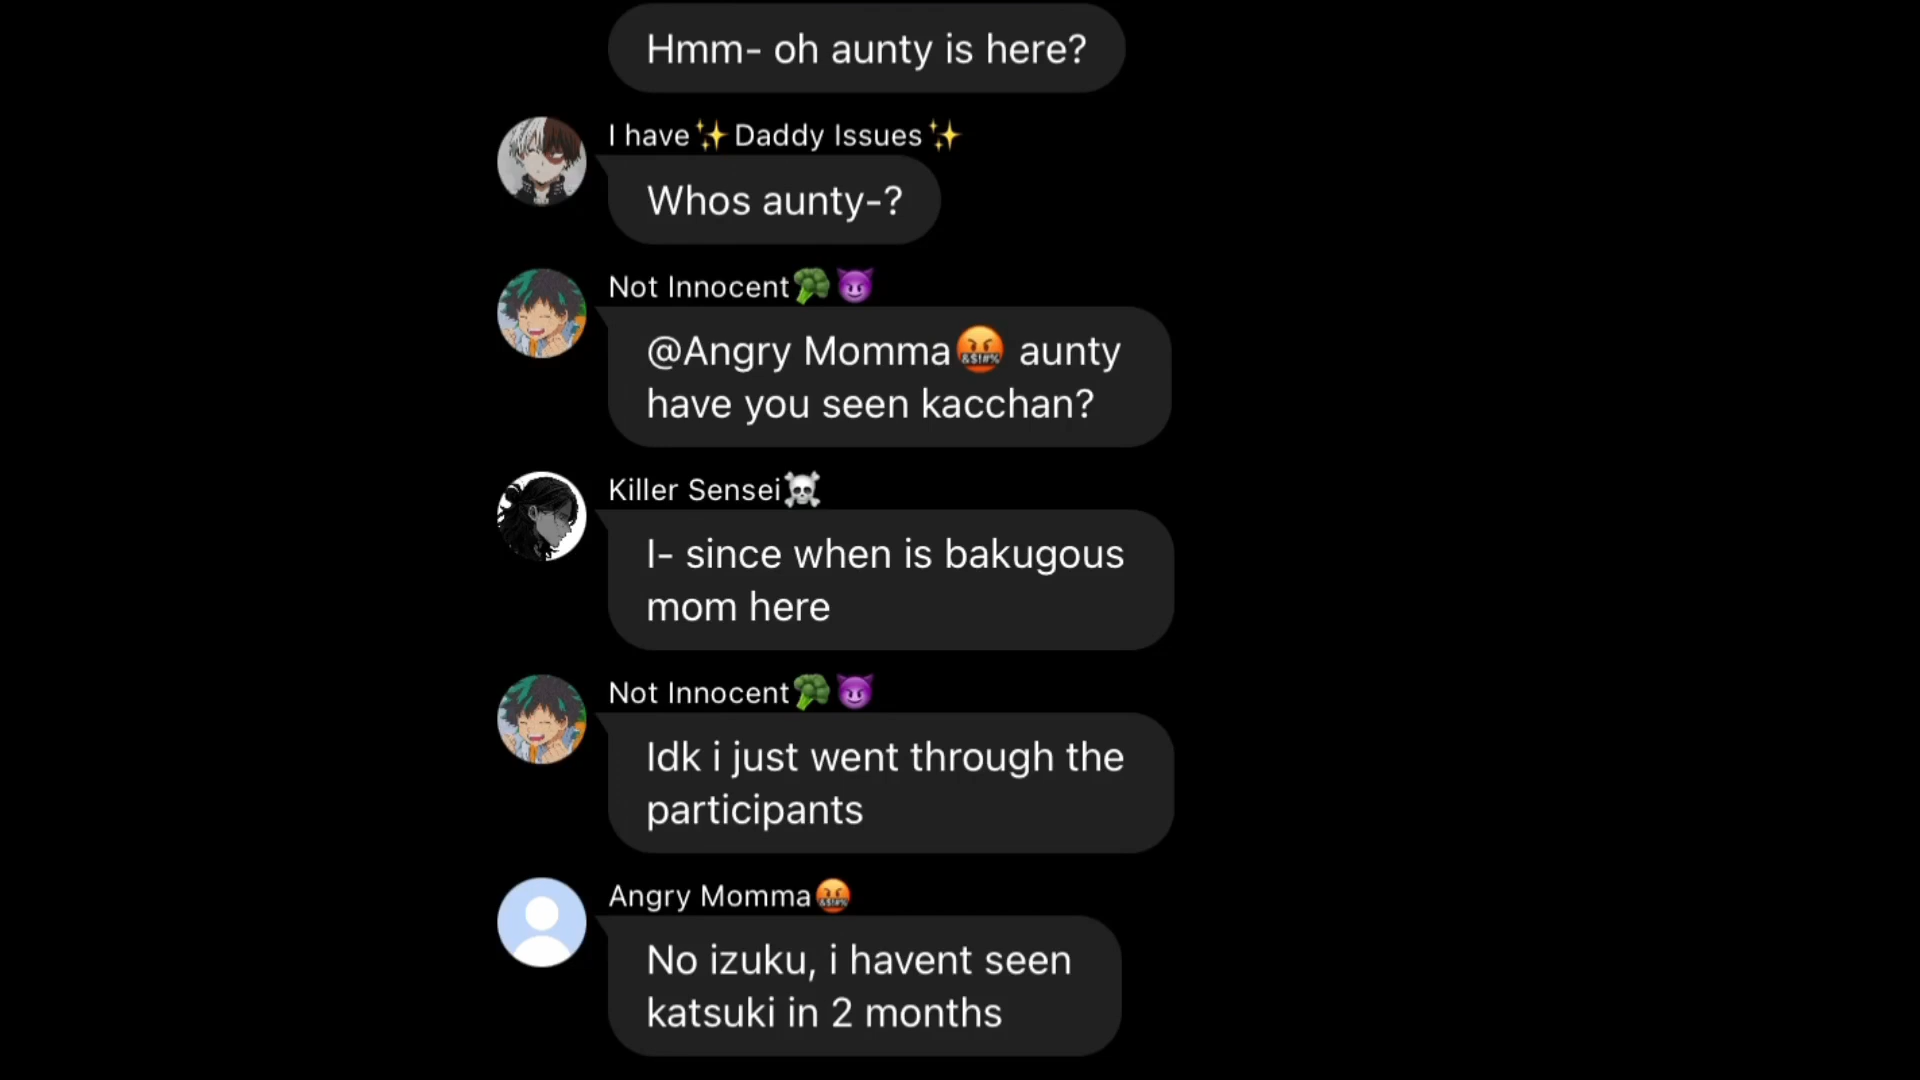 Hmm- oh aunty is here?
I have✨Daddy Issues✨
Whos aunty-?
Not Innocent🥦😈
@Angry Momma🤬 aunty
have you seen kacchan?
Killer Sensei☠️
I- since when is bakugous
mom here
Not Innocent🥦😈
Idk i just went through the
participants
Angry Momma🤬
No izuku, i havent seen
katsuki in 2 months